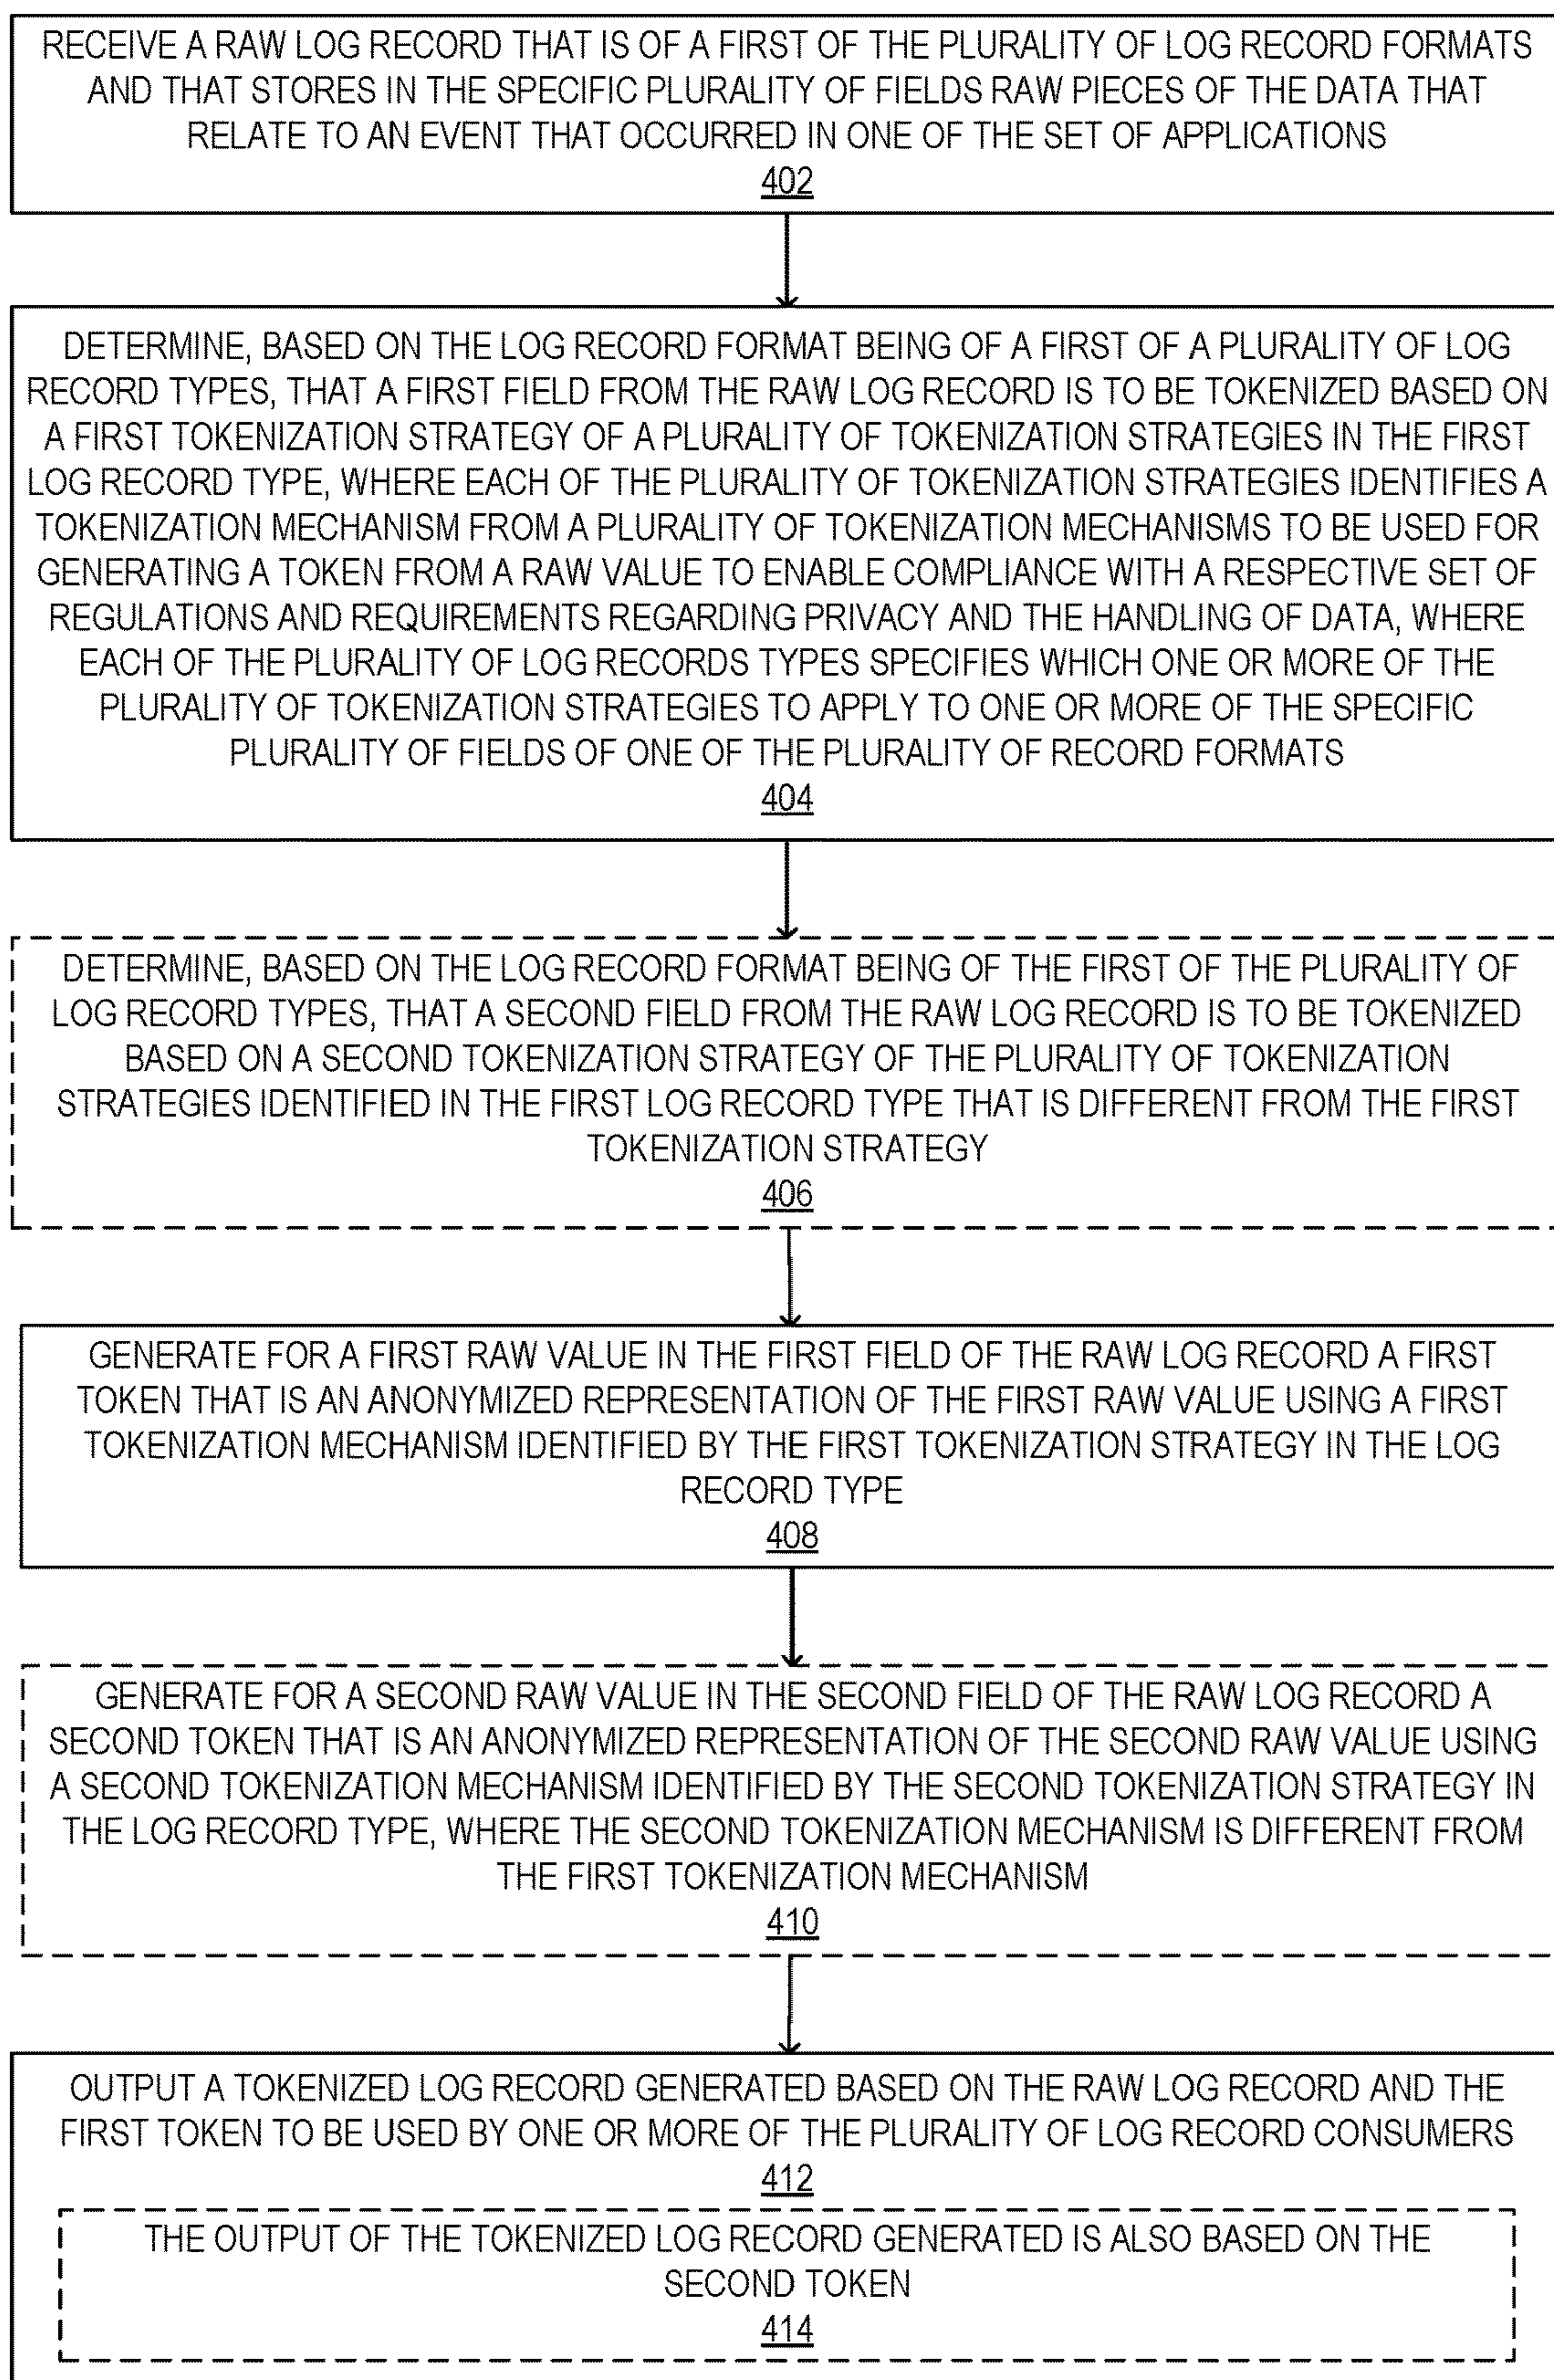 RECEIVE A RAW LOG RECORD THAT IS OF A FIRST OF THE PLURALITY OF LOG RECORD FORMATS
AND THAT STORES IN THE SPECIFIC PLURALITY OF FIELDS RAW PIECES OF THE DATA THAT
RELATE TO AN EVENT THAT OCCURRED IN ONE OF THE SET OF APPLICATIONS
402
DETERMINE, BASED ON THE LOG RECORD FORMAT BEING OF A FIRST OF A PLURALITY OF LOG
RECORD TYPES, THAT A FIRST FIELD FROM THE RAW LOG RECORD IS TO BE TOKENIZED BASED ON
A FIRST TOKENIZATION STRATEGY OF A PLURALITY OF TOKENIZATION STRATEGIES IN THE FIRST
LOG RECORD TYPE, WHERE EACH OF THE PLURALITY OF TOKENIZATION STRATEGIES IDENTIFIES A
TOKENIZATION MECHANISM FROM A PLURALITY OF TOKENIZATION MECHANISMS TO BE USED FOR
GENERATING A TOKEN FROM A RAW VALUE TO ENABLE COMPLIANCE WITH A RESPECTIVE SET OF
REGULATIONS AND REQUIREMENTS REGARDING PRIVACY AND THE HANDLING OF DATA, WHERE
EACH OF THE PLURALITY OF LOG RECORDS TYPES SPECIFIES WHICH ONE OR MORE OF THE
PLURALITY OF TOKENIZATION STRATEGIES TO APPLY TO ONE OR MORE OF THE SPECIFIC
PLURALITY OF FIELDS OF ONE OF THE PLURALITY OF RECORD FORMATS
404
DETERMINE, BASED ON THE LOG RECORD FORMAT BEING OF THE FIRST OF THE PLURALITY OF
LOG RECORD TYPES, THAT A SECOND FIELD FROM THE RAW LOG RECORD IS TO BE TOKENIZED
BASED ON A SECOND TOKENIZATION STRATEGY OF THE PLURALITY OF TOKENIZATION
STRATEGIES IDENTIFIED IN THE FIRST LOG RECORD TYPE THAT IS DIFFERENT FROM THE FIRST
TOKENIZATION STRATEGY
406
GENERATE FOR A FIRST RAW VALUE IN THE FIRST FIELD OF THE RAW LOG RECORD A FIRST
TOKEN THAT IS AN ANONYMIZED REPRESENTATION OF THE FIRST RAW VALUE USING A FIRST
TOKENIZATION MECHANISM IDENTIFIED BY THE FIRST TOKENIZATION STRATEGY IN THE LOG
RECORD TYPE
408
GENERATE FOR A SECOND RAW VALUE IN THE SECOND FIELD OF THE RAW LOG RECORD A
SECOND TOKEN THAT IS AN ANONYMIZED REPRESENTATION OF THE SECOND RAW VALUE USING
A SECOND TOKENIZATION MECHANISM IDENTIFIED BY THE SECOND TOKENIZATION STRATEGY IN
THE LOG RECORD TYPE, WHERE THE SECOND TOKENIZATION MECHANISM IS DIFFERENT FROM
THE FIRST TOKENIZATION MECHANISM
410
OUTPUT A TOKENIZED LOG RECORD GENERATED BASED ON THE RAW LOG RECORD AND THE
FIRST TOKEN TO BE USED BY ONE OR MORE OF THE PLURALITY OF LOG RECORD CONSUMERS
412
THE OUTPUT OF THE TOKENIZED LOG RECORD GENERATED IS ALSO BASED ON THE
SECOND TOKEN
414